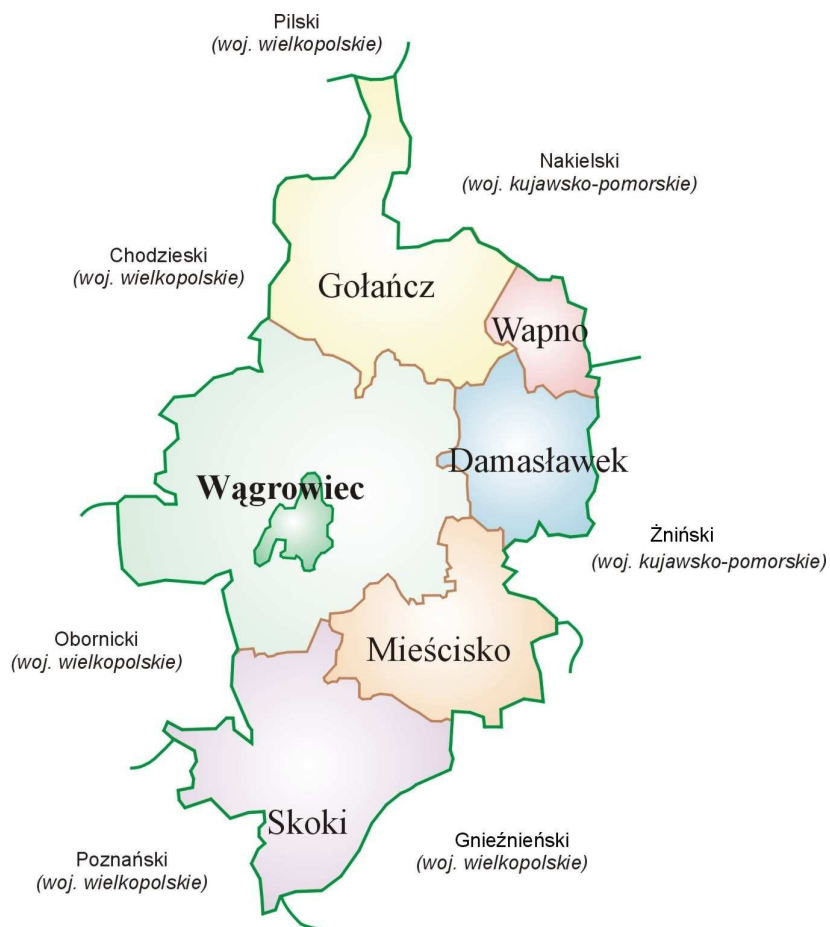 Pilski
(woj. wielkopolskie)
Nakielski
(woj. kujawsko-pomorskie)
Chodzieski
(woj. wielkopolskie)
Gołańcz
Wapno
Damasławek
Wągrowiec
Żniński
(woj. kujawsko-pomorskie)
Obornicki
(woj. wielkopolskie)
Mieścisko
Skoki
Gnieźnieński
(woj. wielkopolskie)
Poznański
(woj. wielkopolskie)